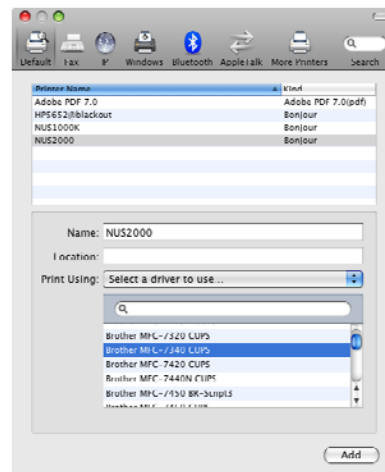 Default Fax IP Windows Bluetooth AppleTalk More Printers Search
Printer Name Kind
Adobe PDF 7.0 Adobe PDF 7.0(pdf)
HP5652@blackout Bonjour
NUS1000K Bonjour
NUS2000 Bonjour
Name: NUS2000
Location:
Print Using: Select a driver to use...
Brother MFC-7320 CUPS
Brother MFC-7340 CUPS
Brother MFC-7420 CUPS
Brother MFC-7440N CUPS
Brother MFC-7450 BR-Script3
Add